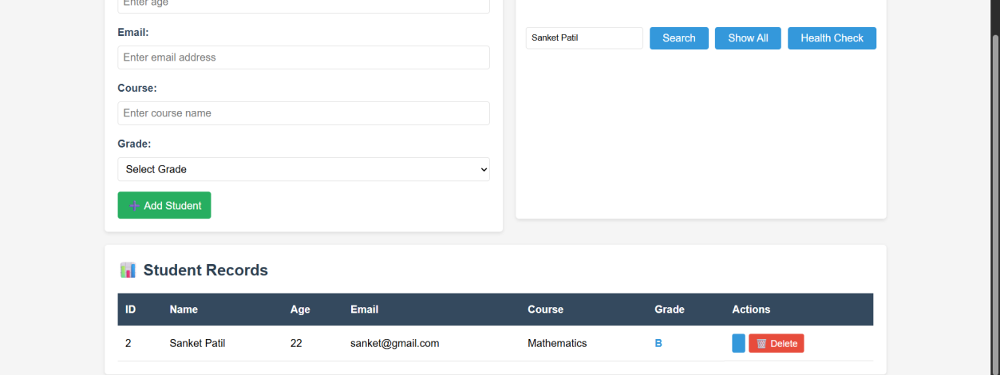 Enter age
Email:
Enter email address
Course:
Enter course name
Grade:
Select Grade
Add Student
Sanket Patil Search Show All Health Check
Student Records
ID Name Age Email Course Grade Actions
2 Sanket Patil 22 sanket@gmail.com Mathematics B Delete